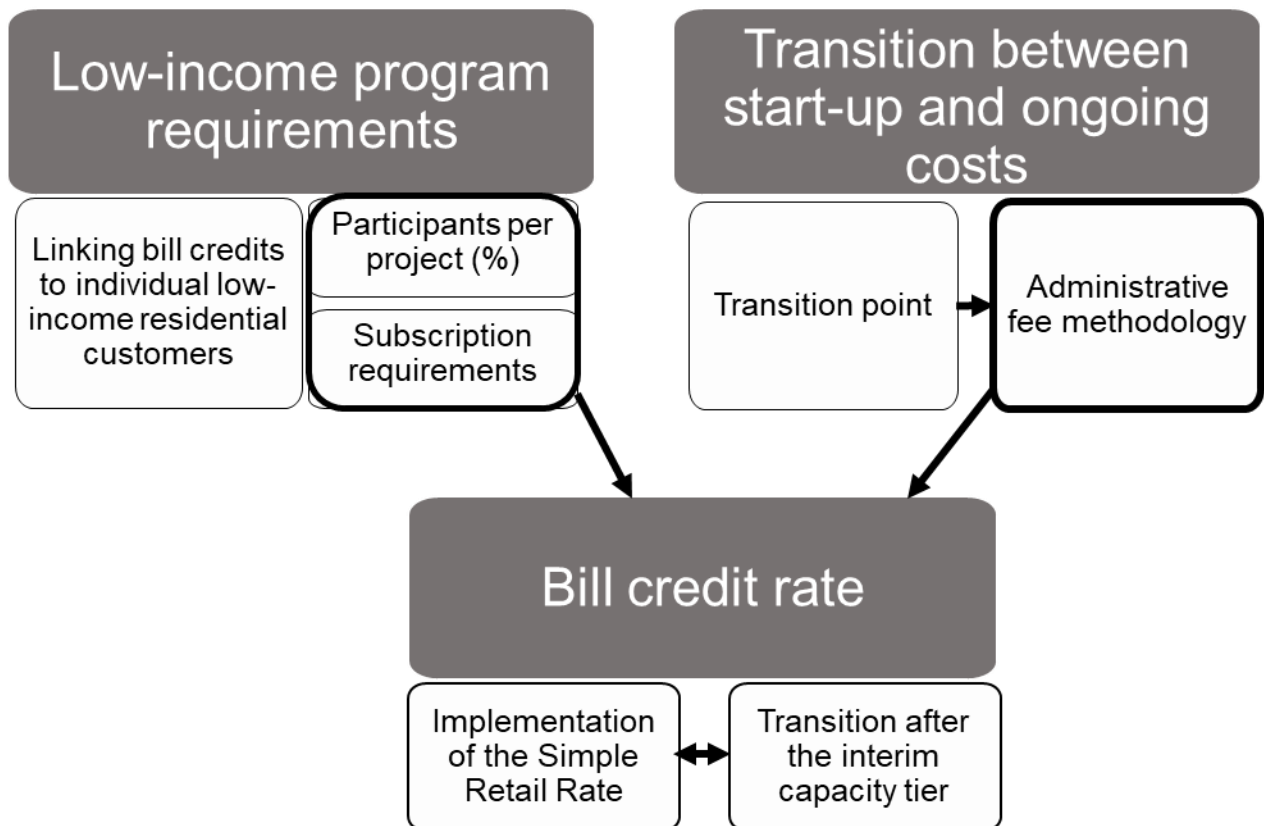 Low-income program
requirements
Transition between
start-up and ongoing
costs
Linking bill credits
to individual low-
income residential
customers
Participants per
project (%)
Subscription
requirements
Transition point
Administrative
fee methodology
Bill credit rate
Implementation
of the Simple
Retail Rate
Transition after
the interim
capacity tier